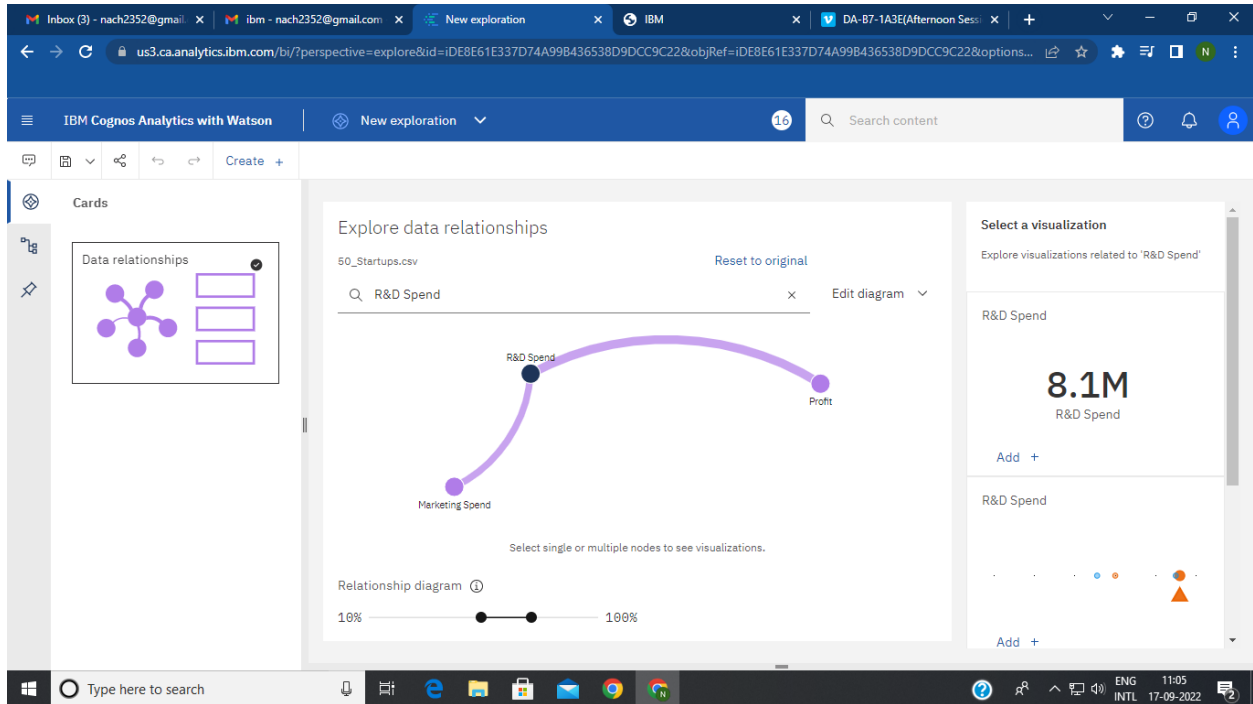 Inbox (3) - nach2352@gmail.
ibm - nach2352@gmail.com
New exploration
IBM
DA-B7-1A3E(Afternoon Sessi
us3.ca.analytics.ibm.com/bi/?perspective=explore&id=iDE8E61E337D74A99B436538D9DCC9C22&objRef=iDE8E61E337D74A99B436538D9DCC9C22&options...
N
IBM Cognos Analytics with Watson
New exploration
16
Search content
Create +
Cards
Data relationships
Explore data relationships
50_Startups.csv
Reset to original
R&D Spend
Edit diagram
R&D Spend
Profit
Marketing Spend
Select single or multiple nodes to see visualizations.
Relationship diagram
10%
100%
Select a visualization
Explore visualizations related to 'R&D Spend'
R&D Spend
8.1M
R&D Spend
Add +
R&D Spend
Add +
Type here to search
N
ENG
INTL
11:05
17-09-2022
2